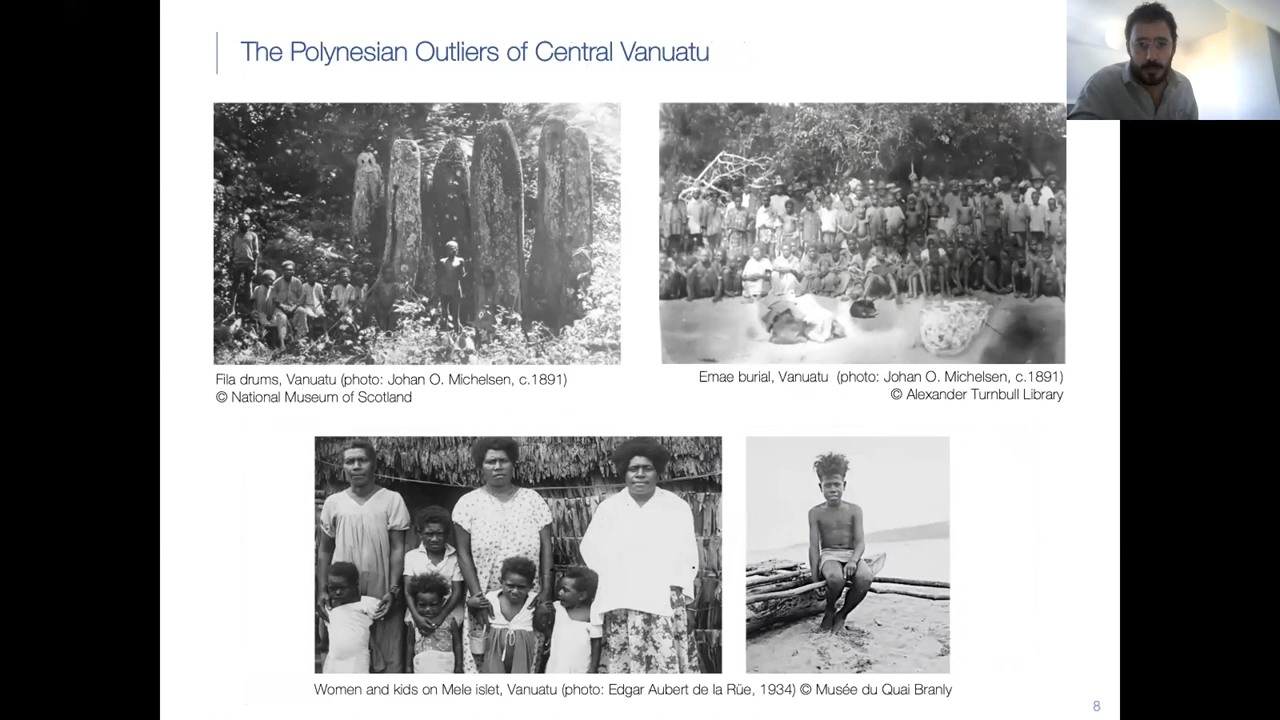 The Polynesian Outliers of Central Vanuatu
Fila drums, Vanuatu (photo: Johan O. Michelsen, c.1891)
© National Museum of Scotland
Emae burial, Vanuatu (photo: Johan O. Michelsen, c.1891)
© Alexander Turnbull Library
Women and kids on Mele islet, Vanuatu (photo: Edgar Aubert de la Rüe, 1934) © Musée du Quai Branly
8